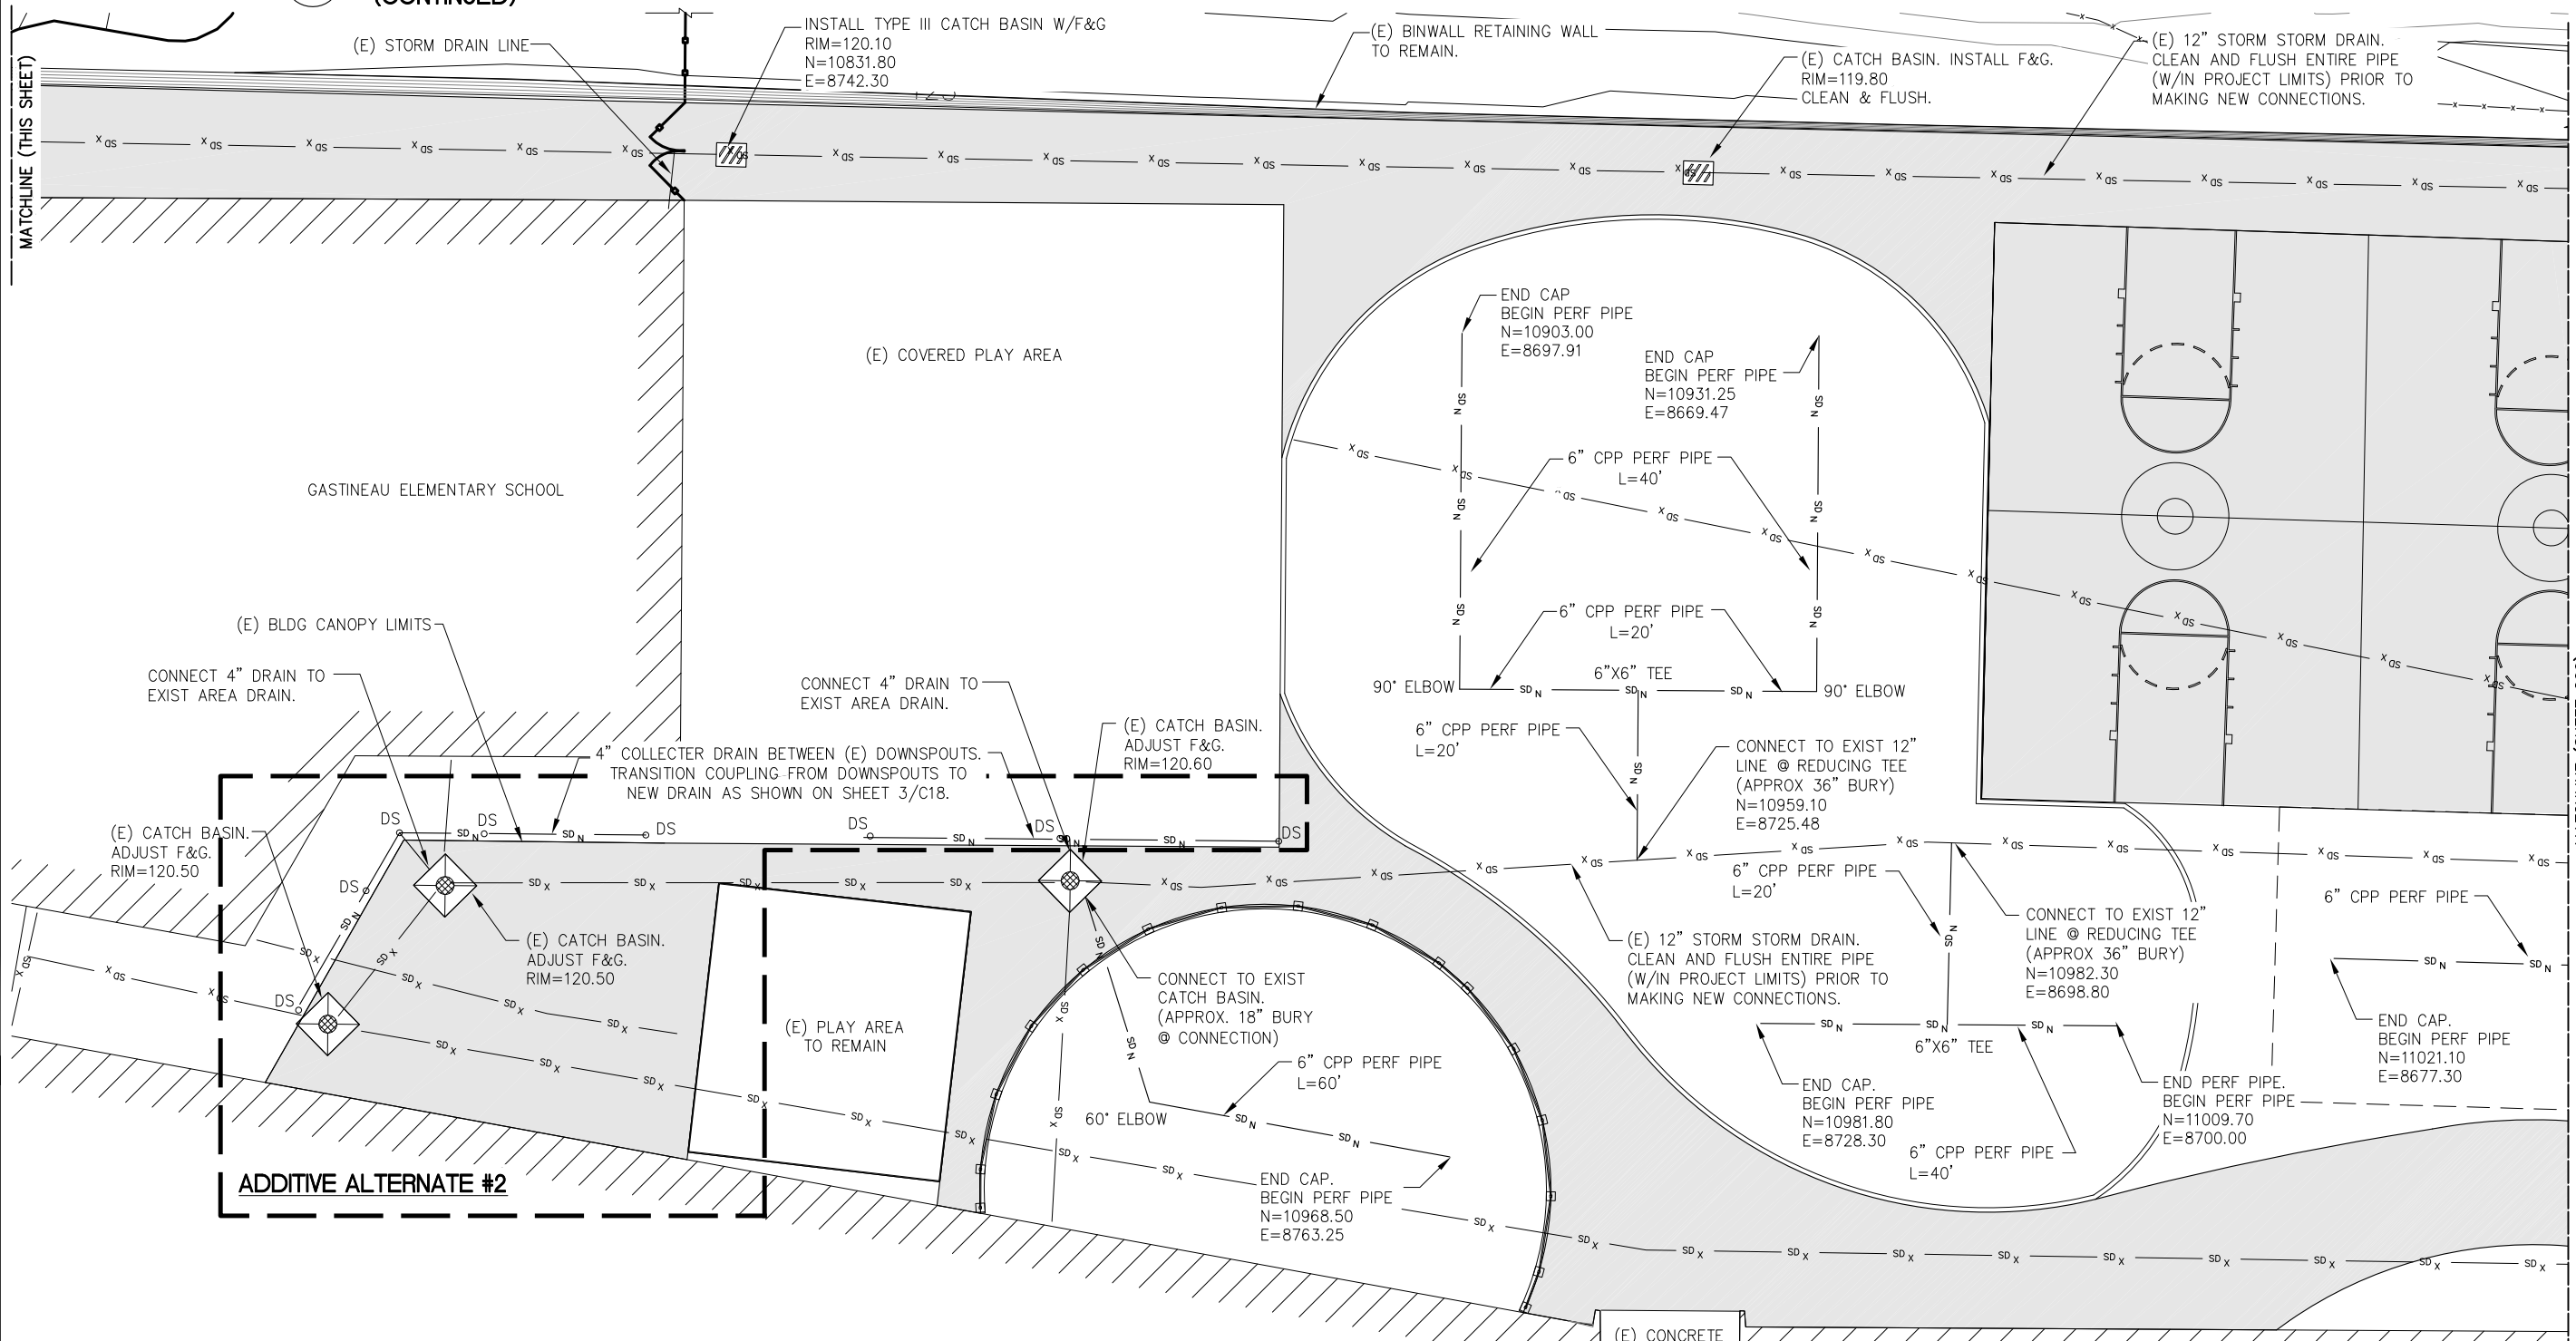 (CONTINUED)
MATCHLINE (THIS SHEET)
(E) STORM DRAIN LINE
INSTALL TYPE III CATCH BASIN W/F&G
RIM=120.10
N=10831.80
E=8742.30
(E) BINWALL RETAINING WALL
TO REMAIN.
(E) CATCH BASIN. INSTALL F&G.
RIM=119.80
CLEAN & FLUSH.
(E) 12" STORM STORM DRAIN.
CLEAN AND FLUSH ENTIRE PIPE
(W/IN PROJECT LIMITS) PRIOR TO
MAKING NEW CONNECTIONS.
(E) COVERED PLAY AREA
GASTINEAU ELEMENTARY SCHOOL
END CAP
BEGIN PERF PIPE
N=10903.00
E=8697.91
END CAP
BEGIN PERF PIPE
N=10931.25
E=8669.47
6" CPP PERF PIPE
L=40'
6" CPP PERF PIPE
L=20'
90° ELBOW
6"X6" TEE
90° ELBOW
6" CPP PERF PIPE
L=20'
CONNECT TO EXIST 12"
LINE @ REDUCING TEE
(APPROX 36" BURY)
N=10959.10
E=8725.48
(E) BLDG CANOPY LIMITS
CONNECT 4" DRAIN TO
EXIST AREA DRAIN.
CONNECT 4" DRAIN TO
EXIST AREA DRAIN.
(E) CATCH BASIN.
ADJUST F&G.
RIM=120.60
4" COLLECTER DRAIN BETWEEN (E) DOWNSPOUTS.
TRANSITION COUPLING FROM DOWNSPOUTS TO
NEW DRAIN AS SHOWN ON SHEET 3/C18.
(E) CATCH BASIN.
ADJUST F&G.
RIM=120.50
DS
DS
DS
DS
DS
DS
DS
DS
(E) CATCH BASIN.
ADJUST F&G.
RIM=120.50
(E) PLAY AREA
TO REMAIN
CONNECT TO EXIST
CATCH BASIN.
(APPROX. 18" BURY
@ CONNECTION)
6" CPP PERF PIPE
L=60'
60° ELBOW
END CAP.
BEGIN PERF PIPE
N=10968.50
E=8763.25
(E) 12" STORM STORM DRAIN.
CLEAN AND FLUSH ENTIRE PIPE
(W/IN PROJECT LIMITS) PRIOR TO
MAKING NEW CONNECTIONS.
6" CPP PERF PIPE
L=20'
CONNECT TO EXIST 12"
LINE @ REDUCING TEE
(APPROX 36" BURY)
N=10982.30
E=8698.80
6"X6" TEE
END CAP.
BEGIN PERF PIPE
N=10981.80
E=8728.30
6" CPP PERF PIPE
L=40'
END PERF PIPE.
BEGIN PERF PIPE
N=11009.70
E=8700.00
6" CPP PERF PIPE
END CAP.
BEGIN PERF PIPE
N=11021.10
E=8677.30
ADDITIVE ALTERNATE #2
(E) CONCRETE